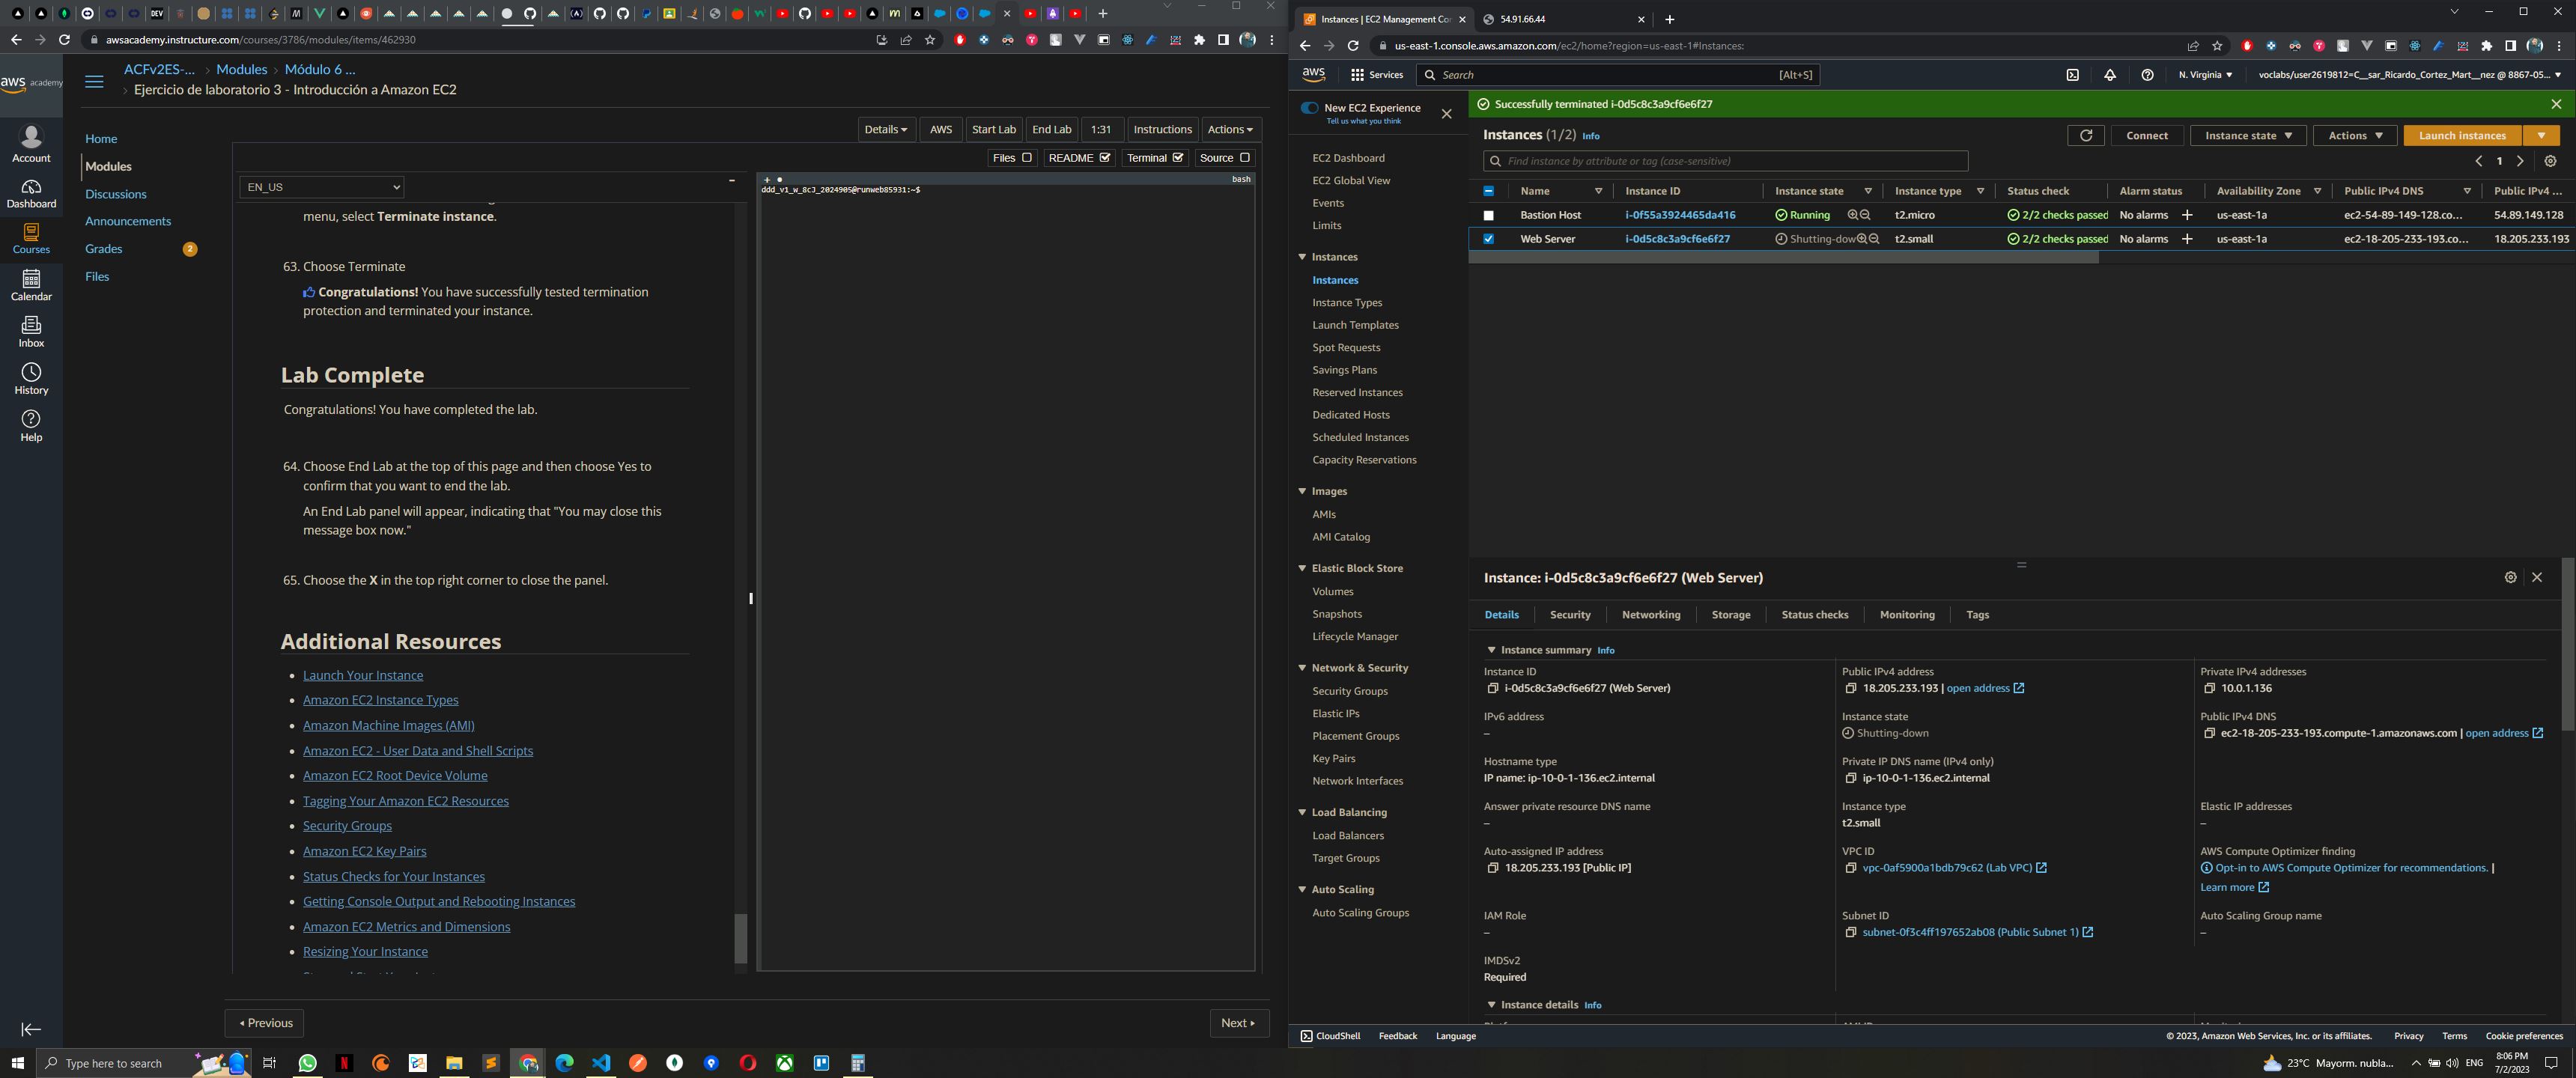 awsacademy.instructure.com/courses/3786/modules/items/462930
aws academy
Account
Dashboard
Courses
Calendar
Inbox
History
Help
ACFv2ES-... > Modules > Módulo 6 ...
> Ejercicio de laboratorio 3 - Introducción a Amazon EC2
Home
Modules
Discussions
Announcements
Grades 2
Files
Details
AWS
Start Lab
End Lab
1:31
Instructions
Actions
Files
README
Terminal
Source
EN_US
menu, select Terminate instance.
63. Choose Terminate
Congratulations! You have successfully tested termination
protection and terminated your instance.
Lab Complete
Congratulations! You have completed the lab.
64. Choose End Lab at the top of this page and then choose Yes to
confirm that you want to end the lab.
An End Lab panel will appear, indicating that "You may close this
message box now."
65. Choose the X in the top right corner to close the panel.
Additional Resources
• Launch Your Instance
• Amazon EC2 Instance Types
• Amazon Machine Images (AMI)
• Amazon EC2 - User Data and Shell Scripts
• Amazon EC2 Root Device Volume
• Tagging Your Amazon EC2 Resources
• Security Groups
• Amazon EC2 Key Pairs
• Status Checks for Your Instances
• Getting Console Output and Rebooting Instances
• Amazon EC2 Metrics and Dimensions
• Resizing Your Instance
bash
ddd_v1_w_8cJ_2024905@runweb85931:~$
Previous
Next
Instances | EC2 Management Con
54.91.66.44
us-east-1.console.aws.amazon.com/ec2/home?region=us-east-1#Instances:
aws
Services
Search [Alt+S]
N. Virginia
voclabs/user2619812=C__sar_Ricardo_Cortez_Mart__nez @ 8867-05...
New EC2 Experience
Tell us what you think
EC2 Dashboard
EC2 Global View
Events
Limits
Instances
Instances
Instance Types
Launch Templates
Spot Requests
Savings Plans
Reserved Instances
Dedicated Hosts
Scheduled Instances
Capacity Reservations
Images
AMIs
AMI Catalog
Elastic Block Store
Volumes
Snapshots
Lifecycle Manager
Network & Security
Security Groups
Elastic IPs
Placement Groups
Key Pairs
Network Interfaces
Load Balancing
Load Balancers
Target Groups
Auto Scaling
Auto Scaling Groups
Successfully terminated i-0d5c8c3a9cf6e6f27
Instances (1/2) Info
Connect
Instance state
Actions
Launch instances
Find instance by attribute or tag (case-sensitive)
1
Name Instance ID Instance state Instance type Status check Alarm status Availability Zone Public IPv4 DNS Public IPv4 ...
Bastion Host i-0f55a3924465da416 Running t2.micro 2/2 checks passed No alarms + us-east-1a ec2-54-89-149-128.co... 54.89.149.128
Web Server i-0d5c8c3a9cf6e6f27 Shutting-dow t2.small 2/2 checks passed No alarms + us-east-1a ec2-18-205-233-193.co... 18.205.233.193
Instance: i-0d5c8c3a9cf6e6f27 (Web Server)
Details
Security
Networking
Storage
Status checks
Monitoring
Tags
Instance summary Info
Instance ID
i-0d5c8c3a9cf6e6f27 (Web Server)
Public IPv4 address
18.205.233.193 | open address
Private IPv4 addresses
10.0.1.136
IPv6 address
–
Instance state
Shutting-down
Public IPv4 DNS
ec2-18-205-233-193.compute-1.amazonaws.com | open address
Hostname type
IP name: ip-10-0-1-136.ec2.internal
Private IP DNS name (IPv4 only)
ip-10-0-1-136.ec2.internal
Answer private resource DNS name
–
Instance type
t2.small
Elastic IP addresses
–
Auto-assigned IP address
18.205.233.193 [Public IP]
VPC ID
vpc-0af5900a1bdb79c62 (Lab VPC)
AWS Compute Optimizer finding
Opt-in to AWS Compute Optimizer for recommendations. |
Learn more
IAM Role
–
Subnet ID
subnet-0f3c4ff197652ab08 (Public Subnet 1)
Auto Scaling Group name
–
IMDSv2
Required
Instance details Info
CloudShell
Feedback
Language
© 2023, Amazon Web Services, Inc. or its affiliates.
Privacy
Terms
Cookie preferences
Type here to search
23°C Mayorm. nubla...
ENG
8:06 PM
7/2/2023